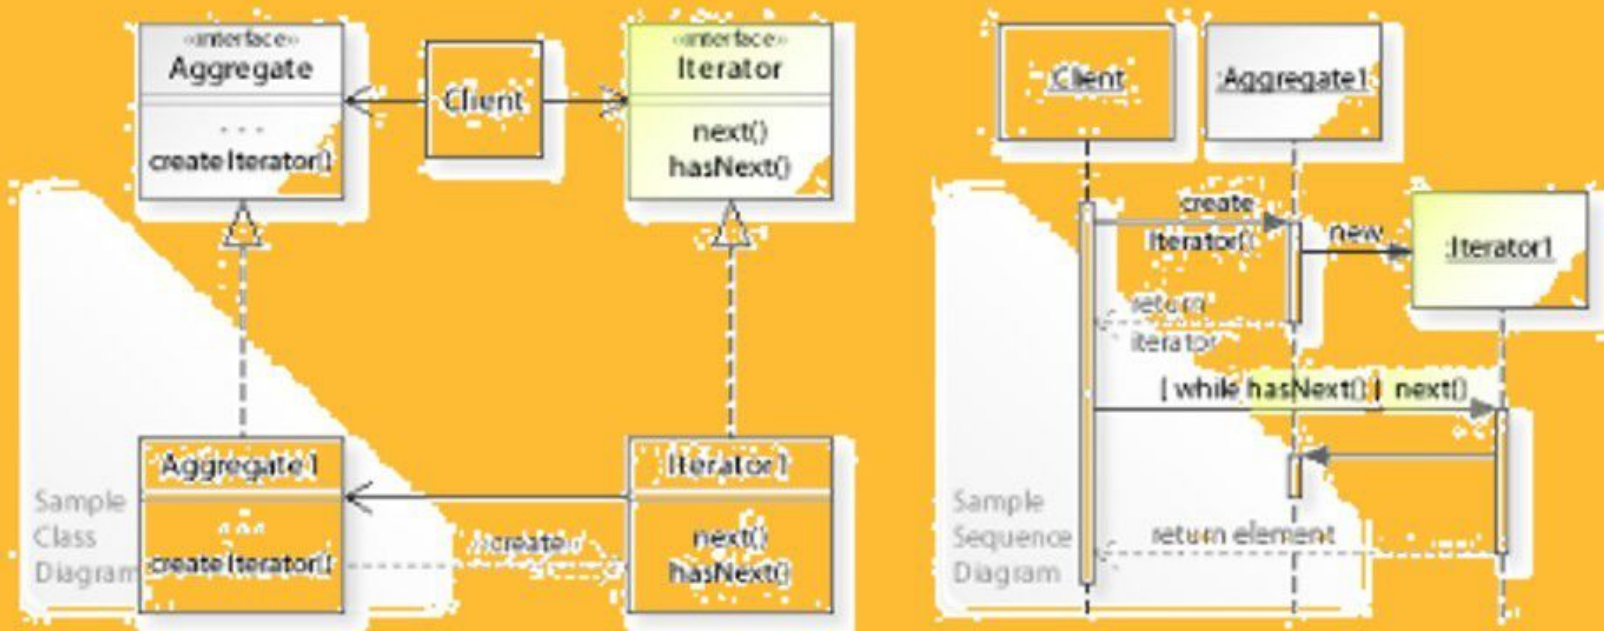 «interface»
Aggregate
. . .
createIterator()
Client
«interface»
Iterator
next()
hasNext()
Aggregate1
. . .
createIterator()
create
Iterator1
next()
hasNext()
Sample
Class
Diagram
:Client
:Aggregate1
create
Iterator()
new
:Iterator1
return
iterator
[ while hasNext() ] next()
return element
Sample
Sequence
Diagram